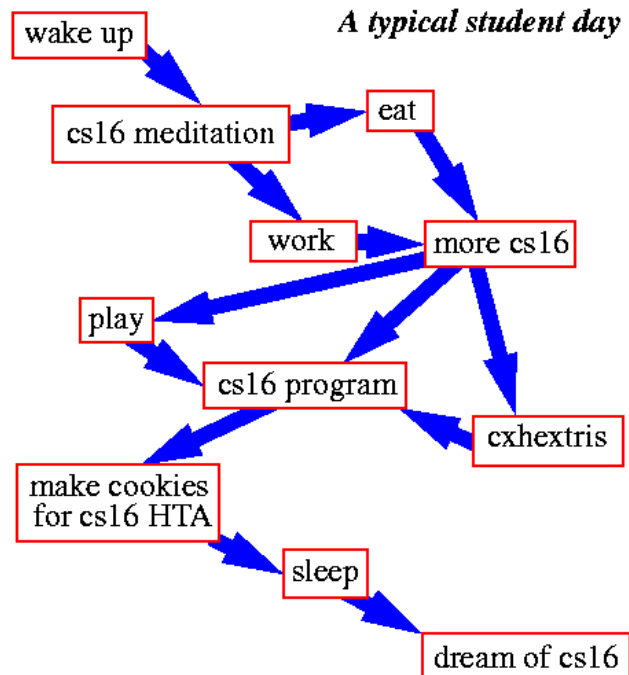 A typical student day
wake up
cs16 meditation
eat
work
more cs16
play
cs16 program
cxhextris
make cookies
for cs16 HTA
sleep
dream of cs16